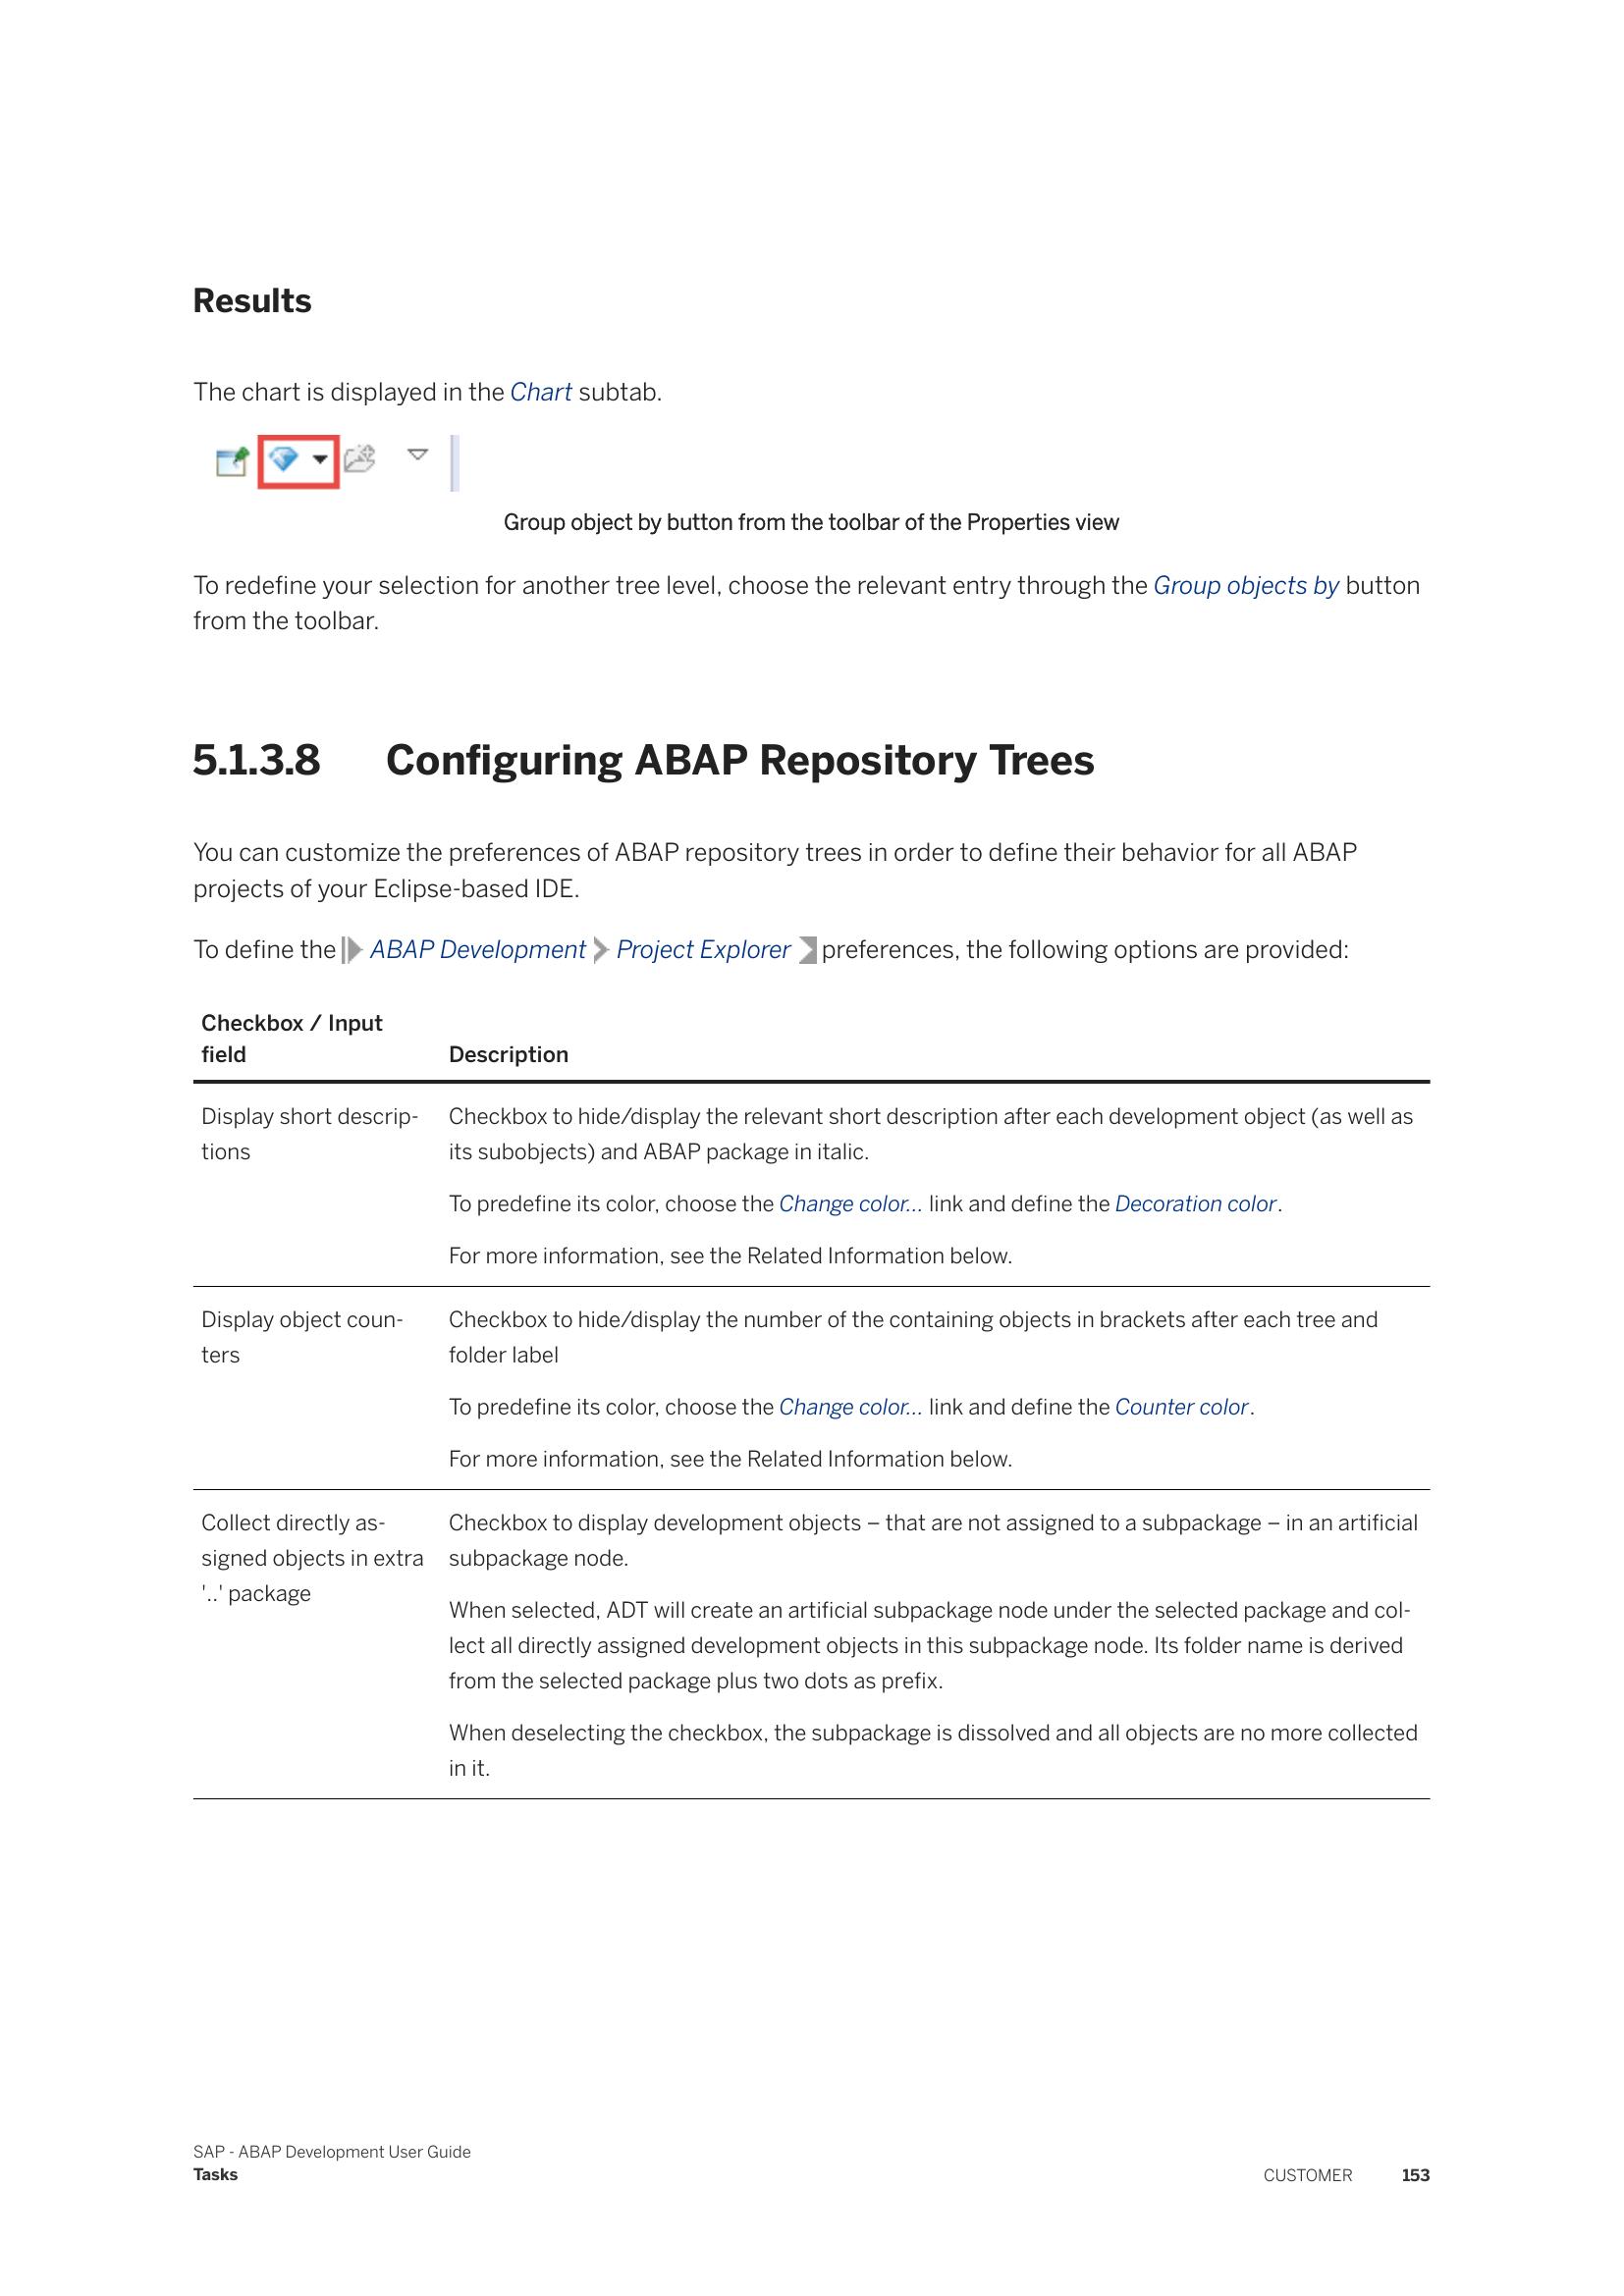 Results
The chart is displayed in the Chart subtab.
Group object by button from the toolbar of the Properties view
To redefine your selection for another tree level, choose the relevant entry through the Group objects by button
from the toolbar.
5.1.3.8 Configuring ABAP Repository Trees
You can customize the preferences of ABAP repository trees in order to define their behavior for all ABAP
projects of your Eclipse-based IDE.
To define the ABAP Development Project Explorer preferences, the following options are provided:
Checkbox / Input
field Description
Display short descrip-
tions
Checkbox to hide/display the relevant short description after each development object (as well as
its subobjects) and ABAP package in italic.
To predefine its color, choose the Change color... link and define the Decoration color.
For more information, see the Related Information below.
Display object coun-
ters
Checkbox to hide/display the number of the containing objects in brackets after each tree and
folder label
To predefine its color, choose the Change color... link and define the Counter color.
For more information, see the Related Information below.
Collect directly as-
signed objects in extra
'..' package
Checkbox to display development objects – that are not assigned to a subpackage – in an artificial
subpackage node.
When selected, ADT will create an artificial subpackage node under the selected package and col-
lect all directly assigned development objects in this subpackage node. Its folder name is derived
from the selected package plus two dots as prefix.
When deselecting the checkbox, the subpackage is dissolved and all objects are no more collected
in it.
SAP - ABAP Development User Guide
Tasks
CUSTOMER 153